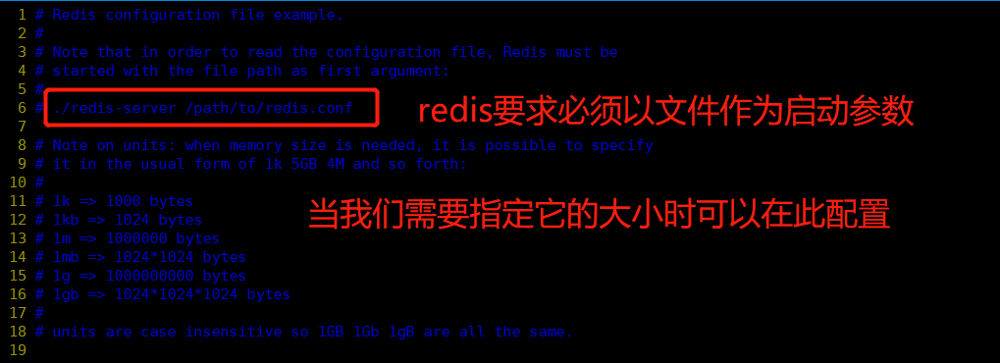 1 # Redis configuration file example.
2 #
3 # Note that in order to read the configuration file, Redis must be
4 # started with the file path as first argument:
5 #
6 # ./redis-server /path/to/redis.conf redis要求必须以文件作为启动参数
7
8 # Note on units: when memory size is needed, it is possible to specify
9 # it in the usual form of 1k 5GB 4M and so forth:
10 #
11 # 1k => 1000 bytes
12 # 1kb => 1024 bytes 当我们需要指定它的大小时可以在此配置
13 # 1m => 1000000 bytes
14 # 1mb => 1024*1024 bytes
15 # 1g => 1000000000 bytes
16 # 1gb => 1024*1024*1024 bytes
17 #
18 # units are case insensitive so 1GB 1Gb 1gB are all the same.
19